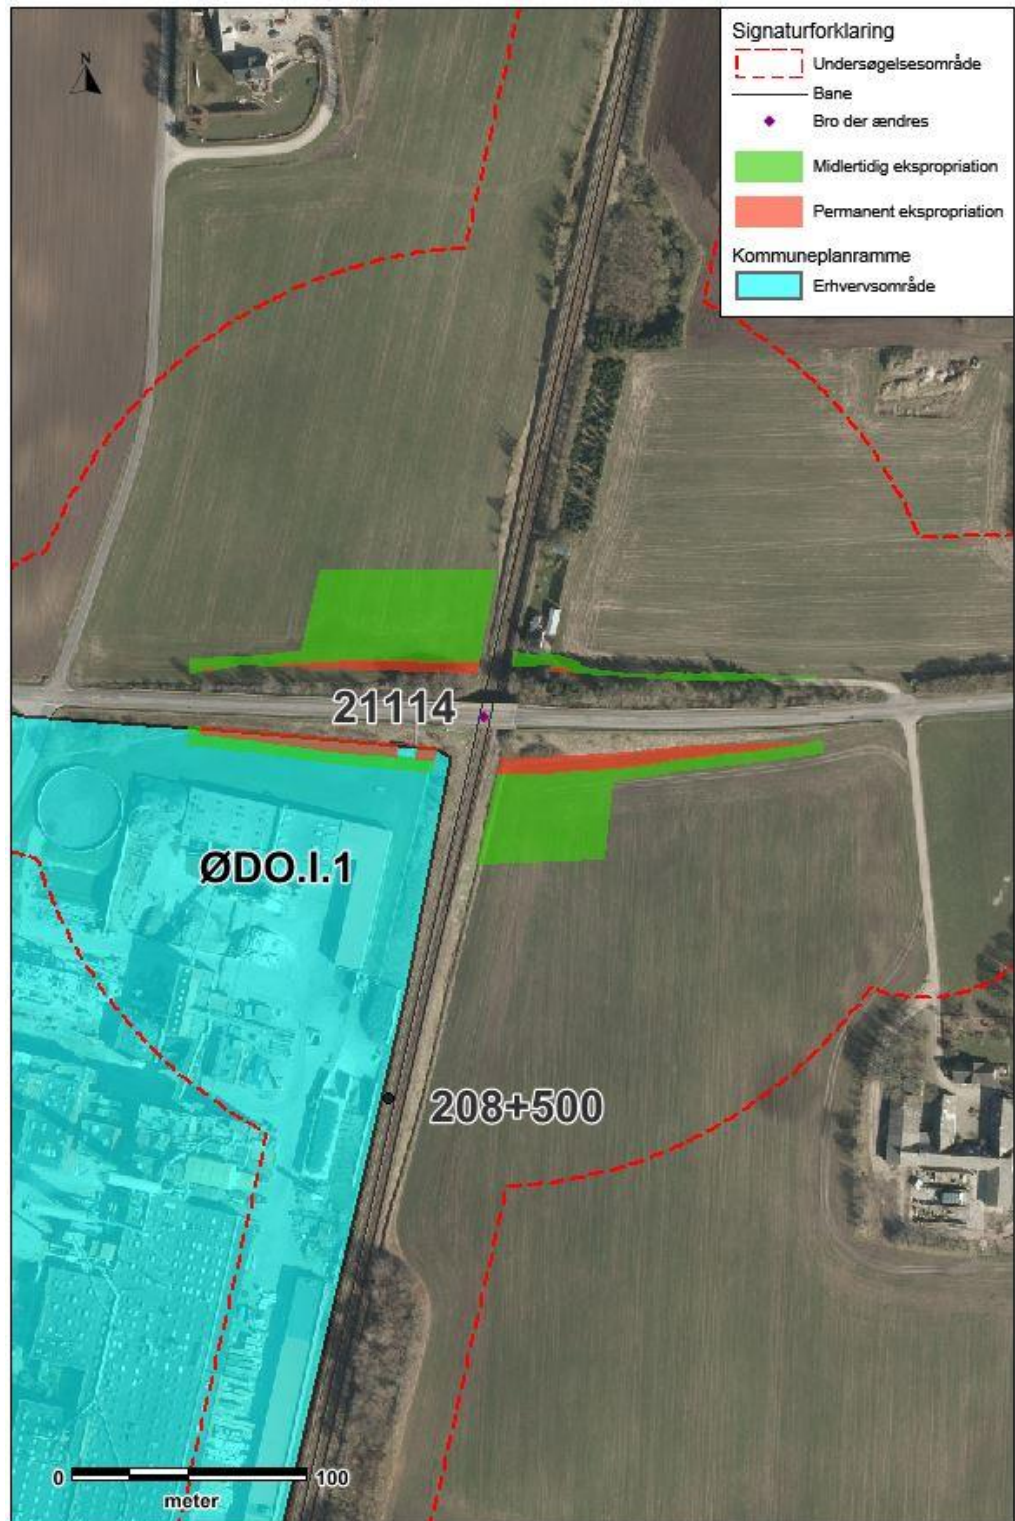 Signaturforklaring
Undersøgelsesområde
Bane
Bro der ændres
Midlertidig ekspropriation
Permanent ekspropriation
Kommuneplanramme
Erhvervsområde
N
21114
ØDO.I.1
208+500
0 100
meter